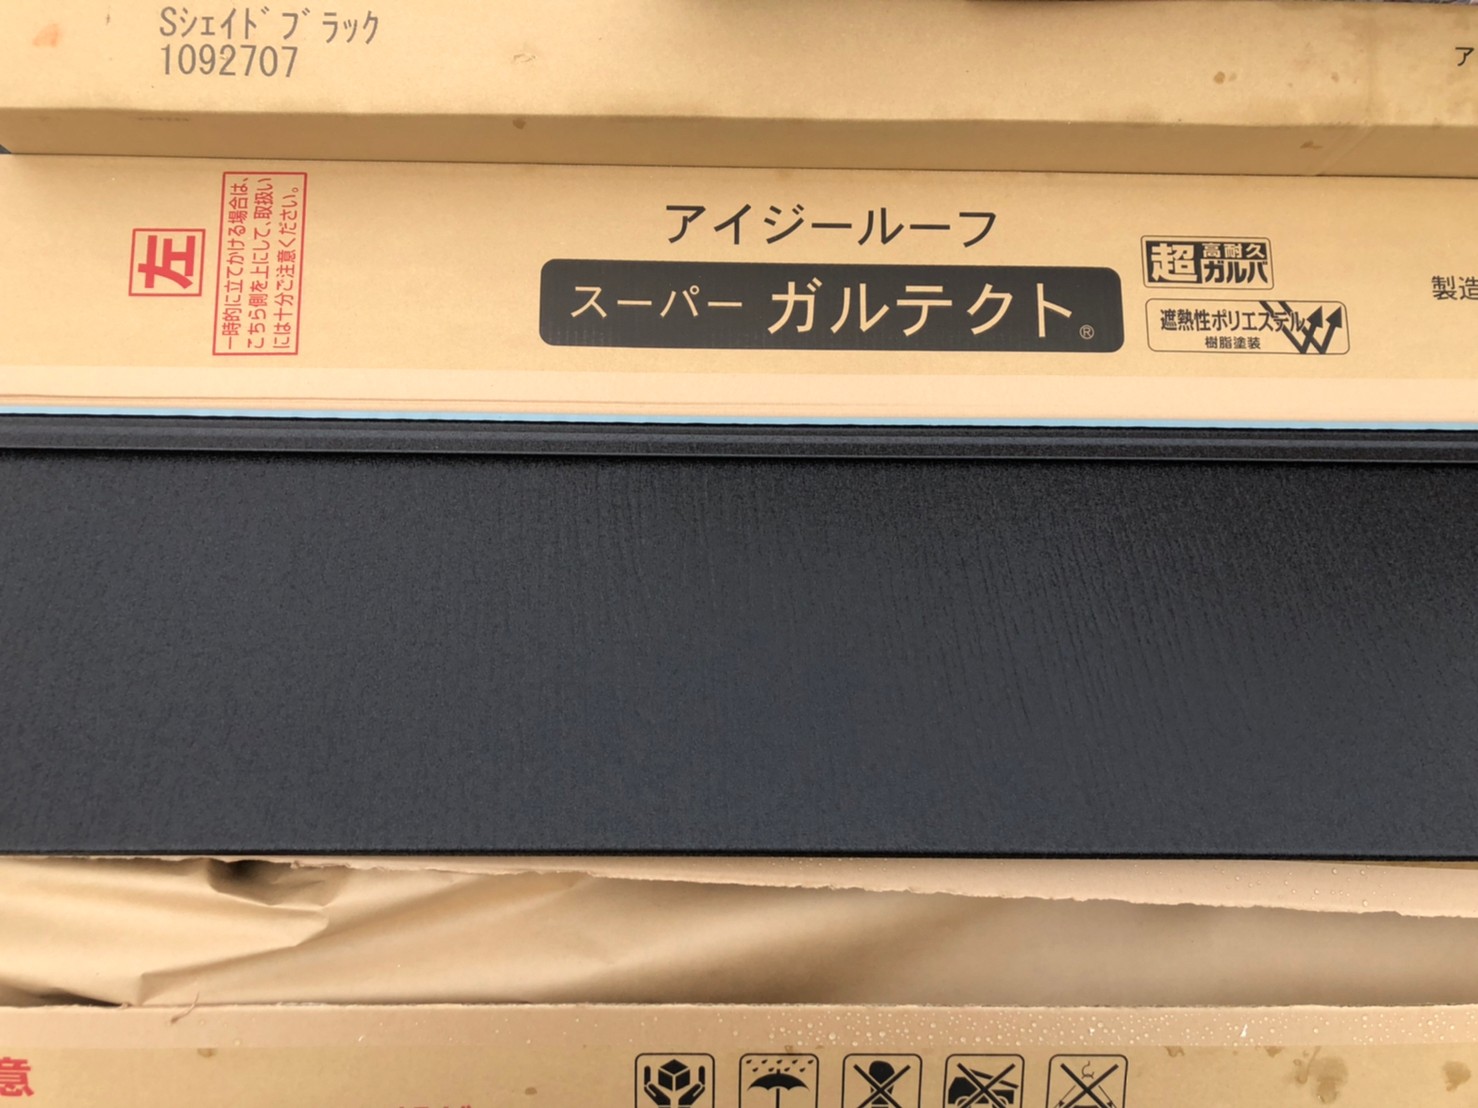 Sシェイド ブラック
1092707
ア
左
一時的に立てかける場合は、
こちら側を上にして、取扱い
には十分ご注意ください。
アイジールーフ
スーパー ガルテクト®
超高耐久ガルバ
遮熱性ポリエステル
樹脂塗装
製造
意